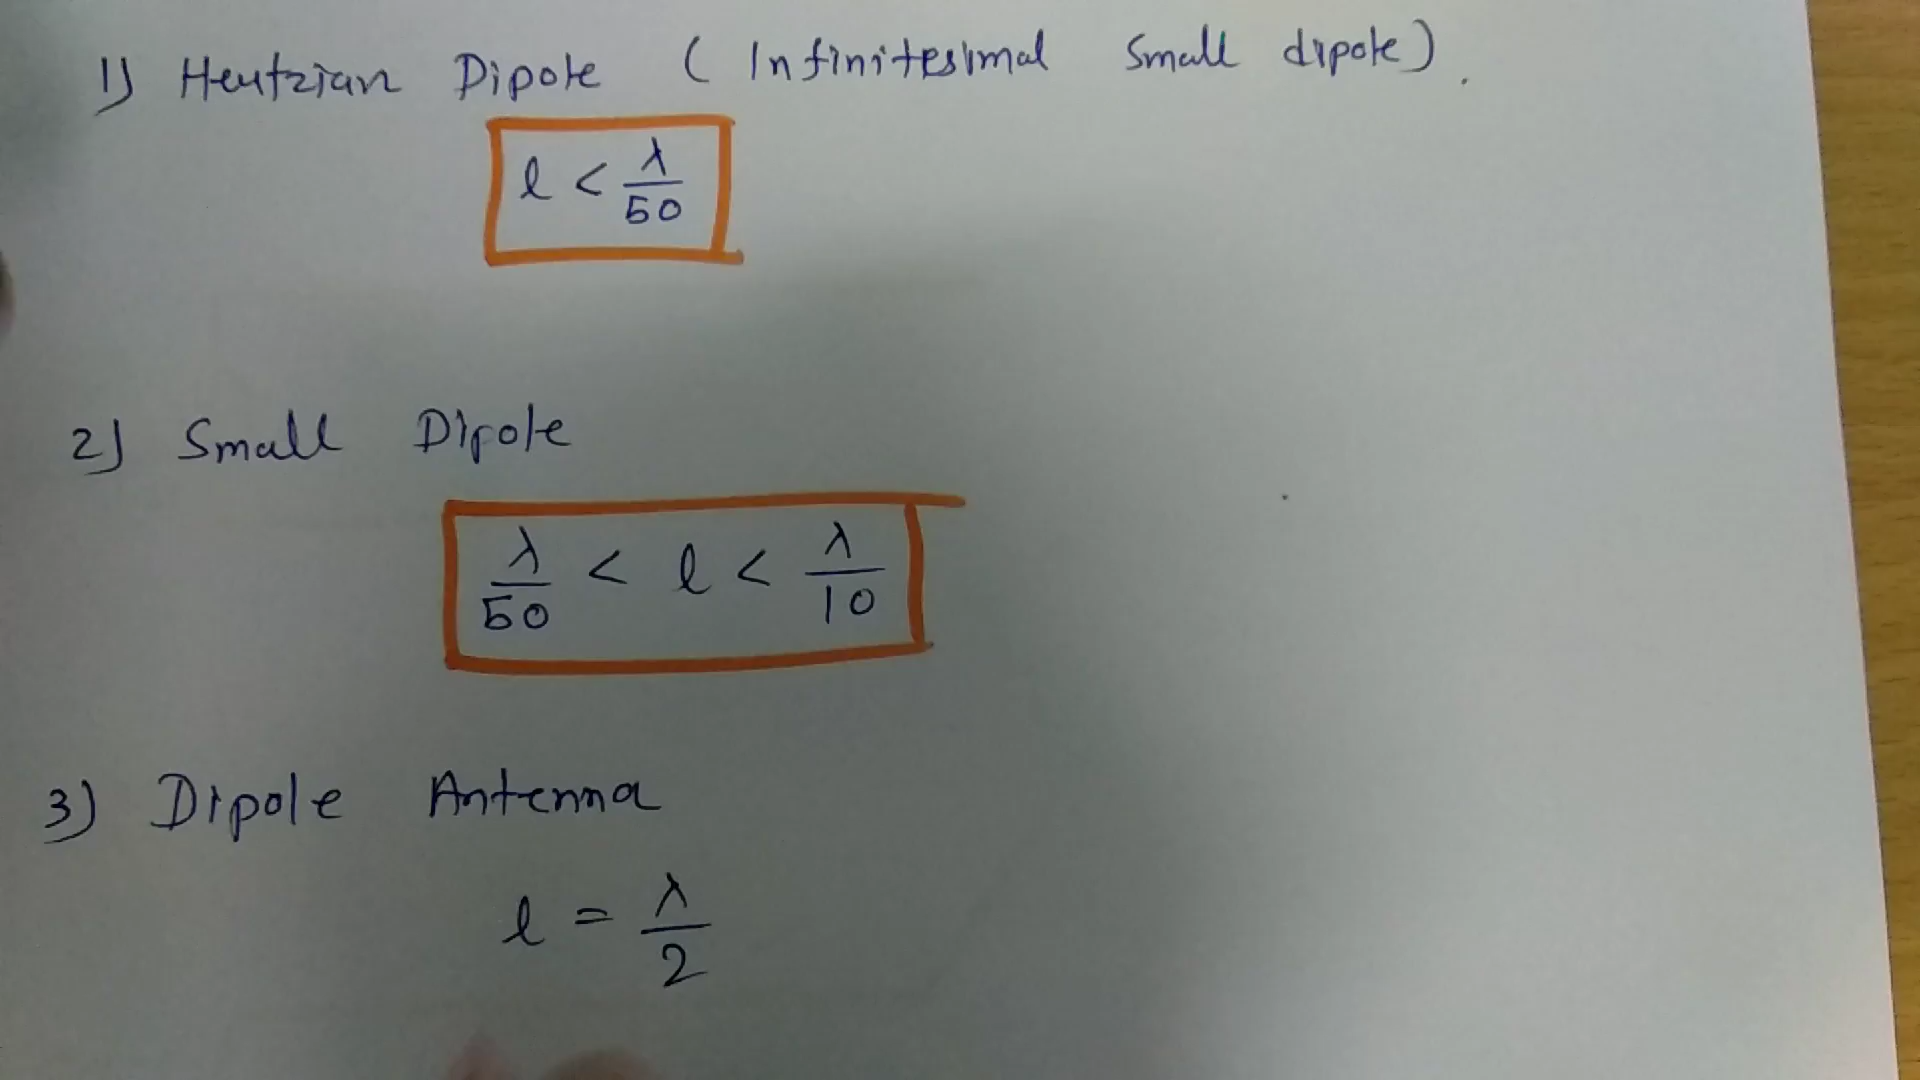 1) Hertzian Dipole ( Infinitesimal Small dipole).
l < λ/50
2) Small Dipole
λ/50 < l < λ/10
3) Dipole Antenna
l = λ/2